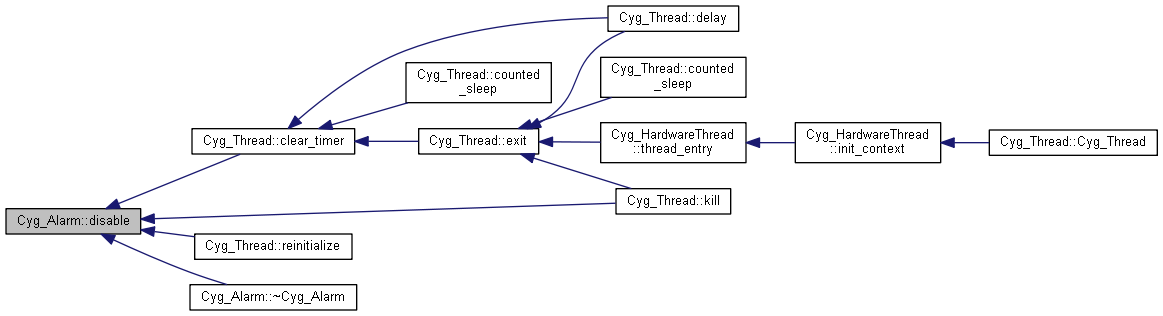 Cyg_Thread::delay
Cyg_Thread::counted
_sleep
Cyg_Thread::counted
_sleep
Cyg_Thread::clear_timer
Cyg_Thread::exit
Cyg_HardwareThread
::thread_entry
Cyg_HardwareThread
::init_context
Cyg_Thread::Cyg_Thread
Cyg_Thread::kill
Cyg_Alarm::disable
Cyg_Thread::reinitialize
Cyg_Alarm::~Cyg_Alarm